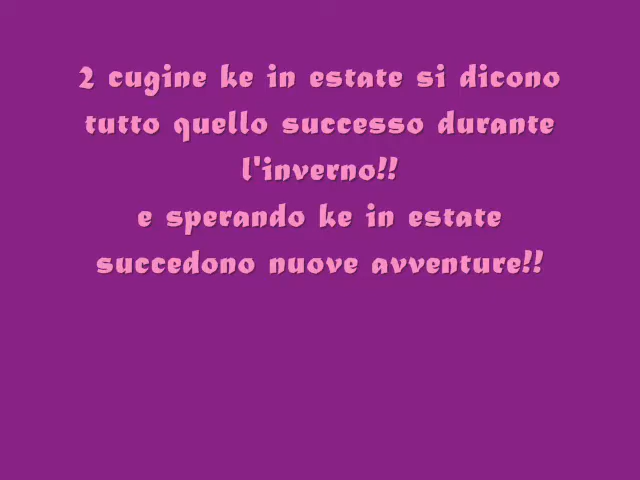 2 cugine ke in estate si dicono
tutto quello successo durante
l'inverno!!
e sperando ke in estate
succedono nuove avventure!!